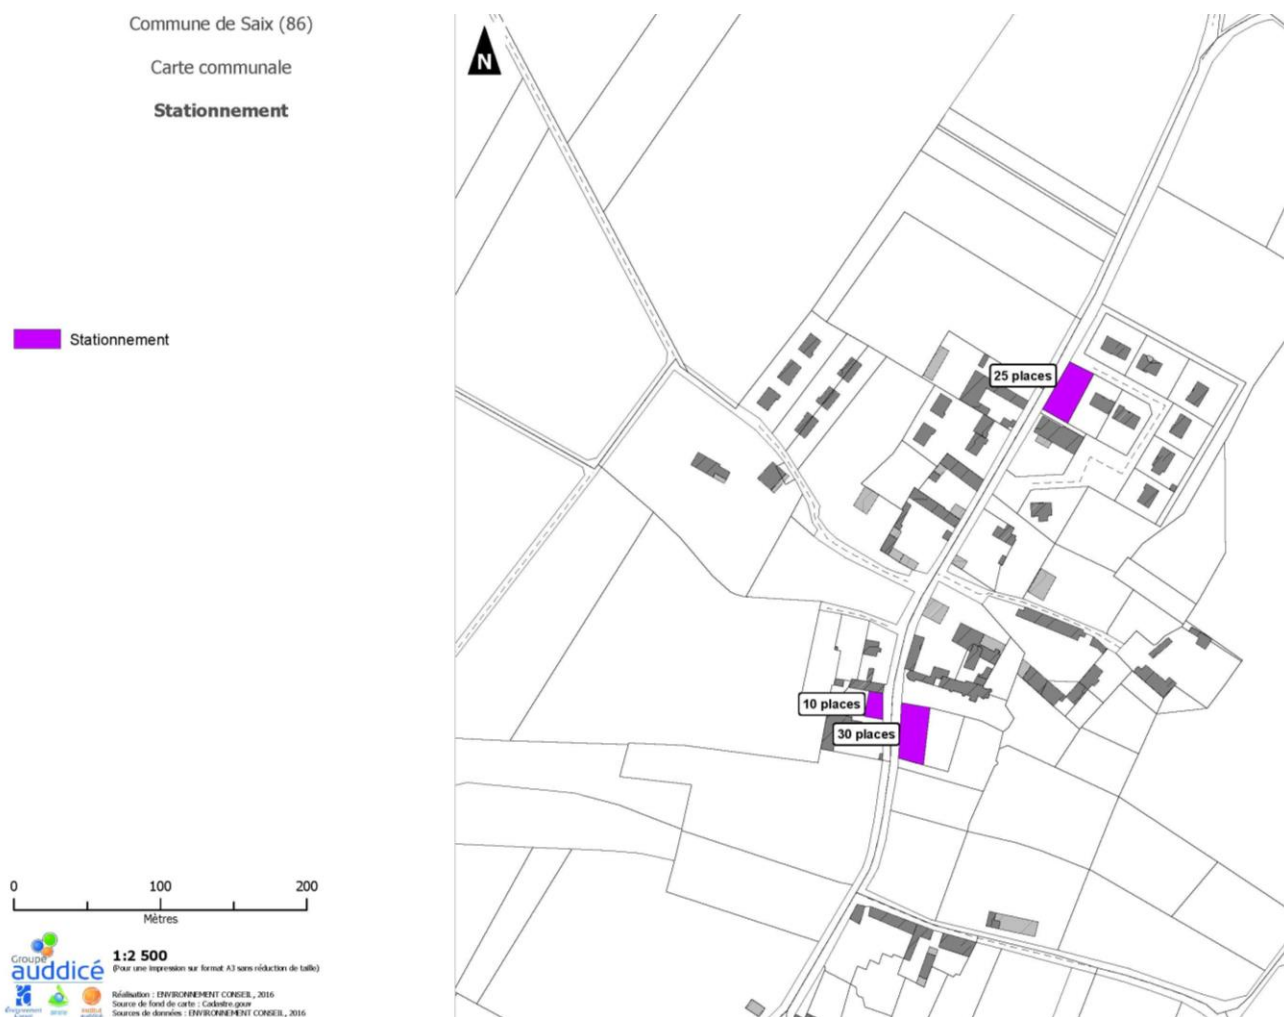 Commune de Saix (86)
Carte communale
Stationnement
N
Stationnement
25 places
10 places
30 places
0 100 200
Mètres
Groupe
auddicé
1:2 500
(Pour une impression sur format A3 sans réduction de taille)
Réalisation : ENVIRONNEMENT CONSEIL, 2016
Source de fond de carte : Cadastre.gouv
Sources de données : ENVIRONNEMENT CONSEIL, 2016